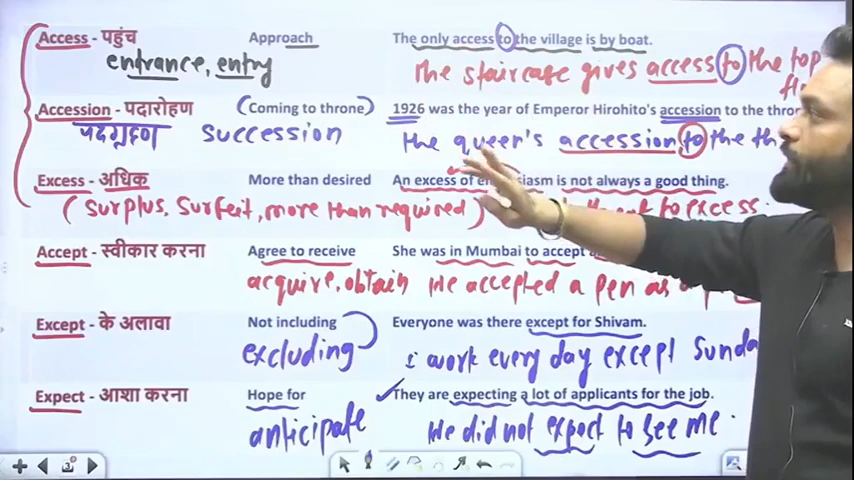 Access - पहुंच Approach The only access to the village is by boat.
entrance, entry The staircase gives access to the top
Accession - पदारोहण (Coming to throne) 1926 was the year of Emperor Hirohito's accession to the
पदग्रहण succession the queen's accession to the
Excess - अधिक More than desired An excess of is not always a good thing.
(surplus, surfeit, more than required) to excess.
Accept - स्वीकार करना Agree to receive She was in Mumbai to accept
acquire, obtain He accepted a pen as a
Except - के अलावा Not including Everyone was there except for Shivam.
excluding I work every day except
Expect - आशा करना Hope for They are expecting a lot of applicants for the job.
anticipate He did not expect to see me.
3